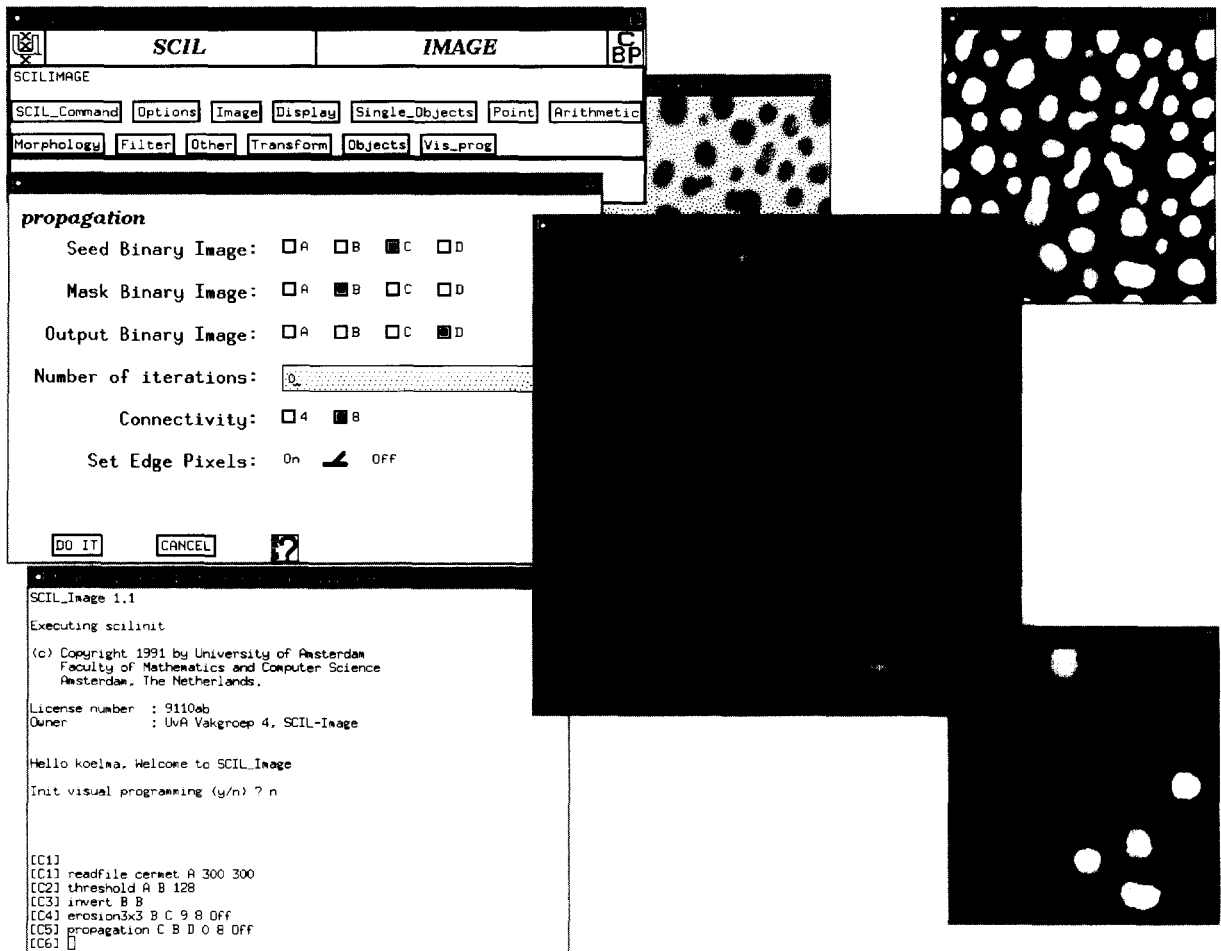 SCIL IMAGE C BP
SCILIMAGE
SCIL_Command Options Image Display Single_Objects Point Arithmetic
Morphology Filter Other Transform Objects Vis_prog
propagation
Seed Binary Image: A B C D
Mask Binary Image: A B C D
Output Binary Image: A B C D
Number of iterations: 0_
Connectivity: 4 8
Set Edge Pixels: On Off
DO IT CANCEL ?
SCIL_Image 1.1
Executing scilinit
(c) Copyright 1991 by University of Amsterdam
Faculty of Mathematics and Computer Science
Amsterdam, The Netherlands.
License number : 9110ab
Owner : UvA Vakgroep 4, SCIL-Image
Hello koelma, Welcome to SCIL_Image
Init visual programming (y/n) ? n
[C1]
[C1] readfile cermet A 300 300
[C2] threshold A B 128
[C3] invert B B
[C4] erosion3x3 B C 9 8 Off
[C5] propagation C B D 0 8 Off
[C6]